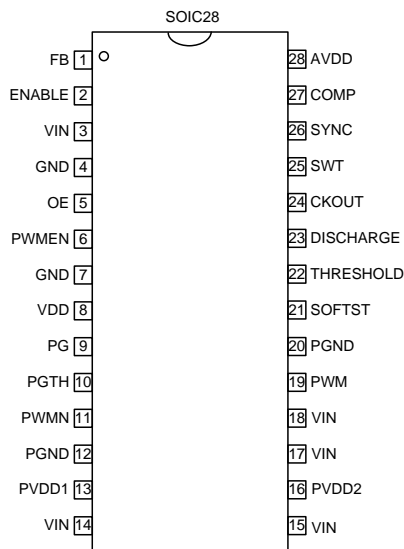 SOIC28
FB 1 28 AVDD
ENABLE 2 27 COMP
VIN 3 26 SYNC
GND 4 25 SWT
OE 5 24 CKOUT
PWMEN 6 23 DISCHARGE
GND 7 22 THRESHOLD
VDD 8 21 SOFTST
PG 9 20 PGND
PGTH 10 19 PWM
PWMN 11 18 VIN
PGND 12 17 VIN
PVDD1 13 16 PVDD2
VIN 14 15 VIN